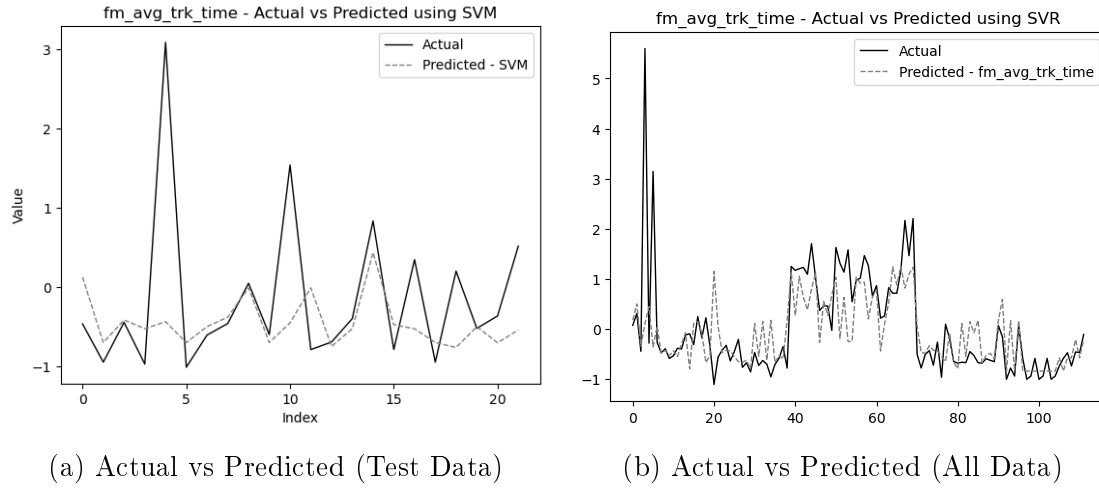 fm_avg_trk_time - Actual vs Predicted using SVM
Actual
Predicted - SVM
3
2
1
0
−1
Value
0
5
10
15
20
Index
(a) Actual vs Predicted (Test Data)
fm_avg_trk_time - Actual vs Predicted using SVR
Actual
Predicted - fm_avg_trk_time
5
4
3
2
1
0
−1
0
20
40
60
80
100
(b) Actual vs Predicted (All Data)